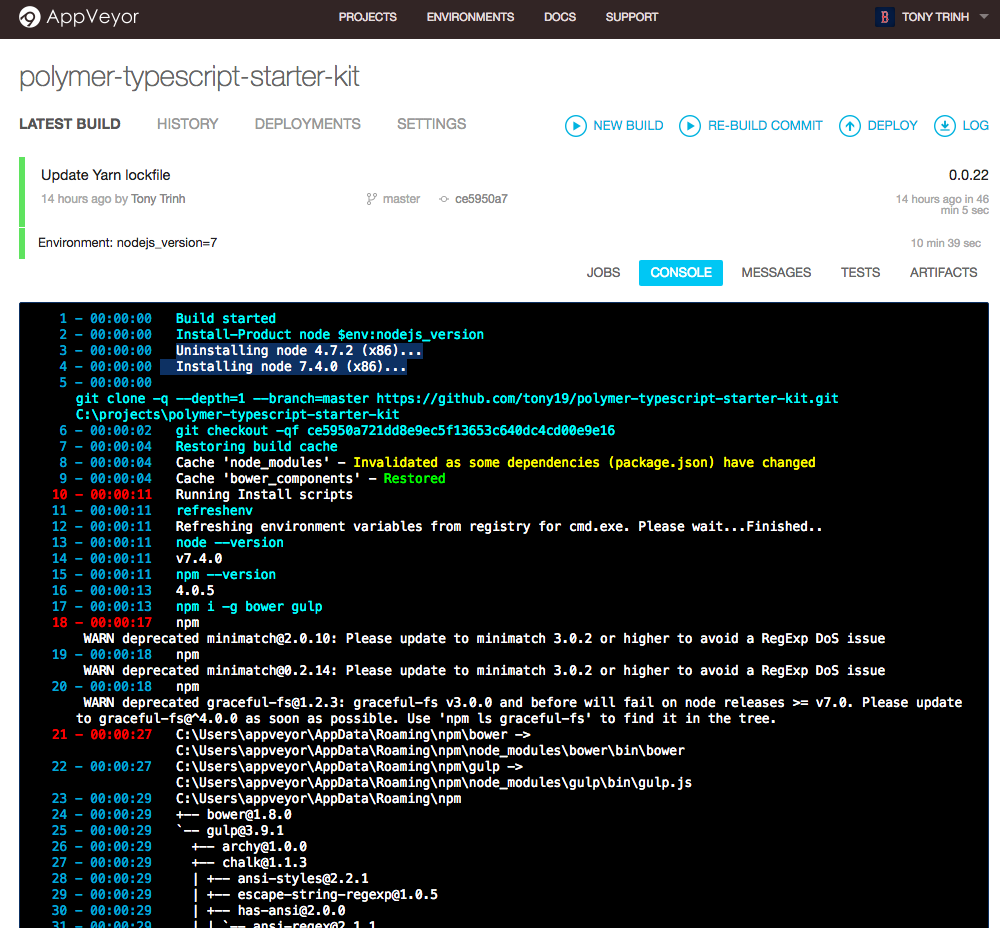 AppVeyor PROJECTS ENVIRONMENTS DOCS SUPPORT TONY TRINH
polymer-typescript-starter-kit
LATEST BUILD HISTORY DEPLOYMENTS SETTINGS NEW BUILD RE-BUILD COMMIT DEPLOY LOG
Update Yarn lockfile 0.0.22
14 hours ago by Tony Trinh master ce5950a7 14 hours ago in 46
min 5 sec
Environment: nodejs_version=7 10 min 39 sec
JOBS CONSOLE MESSAGES TESTS ARTIFACTS
1 - 00:00:00 Build started
2 - 00:00:00 Install-Product node $env:nodejs_version
3 - 00:00:00 Uninstalling node 4.7.2 (x86)...
4 - 00:00:00 Installing node 7.4.0 (x86)...
5 - 00:00:00
git clone -q --depth=1 --branch=master https://github.com/tony19/polymer-typescript-starter-kit.git
C:\projects\polymer-typescript-starter-kit
6 - 00:00:02 git checkout -qf ce5950a721dd8e9ec5f13653c640dc4cd00e9e16
7 - 00:00:04 Restoring build cache
8 - 00:00:04 Cache 'node_modules' - Invalidated as some dependencies (package.json) have changed
9 - 00:00:04 Cache 'bower_components' - Restored
10 - 00:00:11 Running Install scripts
11 - 00:00:11 refreshenv
12 - 00:00:11 Refreshing environment variables from registry for cmd.exe. Please wait...Finished..
13 - 00:00:11 node --version
14 - 00:00:11 v7.4.0
15 - 00:00:11 npm --version
16 - 00:00:13 4.0.5
17 - 00:00:13 npm i -g bower gulp
18 - 00:00:17 npm
WARN deprecated minimatch@2.0.10: Please update to minimatch 3.0.2 or higher to avoid a RegExp DoS issue
19 - 00:00:18 npm
WARN deprecated minimatch@0.2.14: Please update to minimatch 3.0.2 or higher to avoid a RegExp DoS issue
20 - 00:00:18 npm
WARN deprecated graceful-fs@1.2.3: graceful-fs v3.0.0 and before will fail on node releases >= v7.0. Please update
to graceful-fs@^4.0.0 as soon as possible. Use 'npm ls graceful-fs' to find it in the tree.
21 - 00:00:27 C:\Users\appveyor\AppData\Roaming\npm\bower ->
C:\Users\appveyor\AppData\Roaming\npm\node_modules\bower\bin\bower
22 - 00:00:27 C:\Users\appveyor\AppData\Roaming\npm\gulp ->
C:\Users\appveyor\AppData\Roaming\npm\node_modules\gulp\bin\gulp.js
23 - 00:00:29 C:\Users\appveyor\AppData\Roaming\npm
24 - 00:00:29 +-- bower@1.8.0
25 - 00:00:29 `-- gulp@3.9.1
26 - 00:00:29 +-- archy@1.0.0
27 - 00:00:29 +-- chalk@1.1.3
28 - 00:00:29 | +-- ansi-styles@2.2.1
29 - 00:00:29 | +-- escape-string-regexp@1.0.5
30 - 00:00:29 | +-- has-ansi@2.0.0
31 - 00:00:29 | | `-- ansi-regex@2.1.1